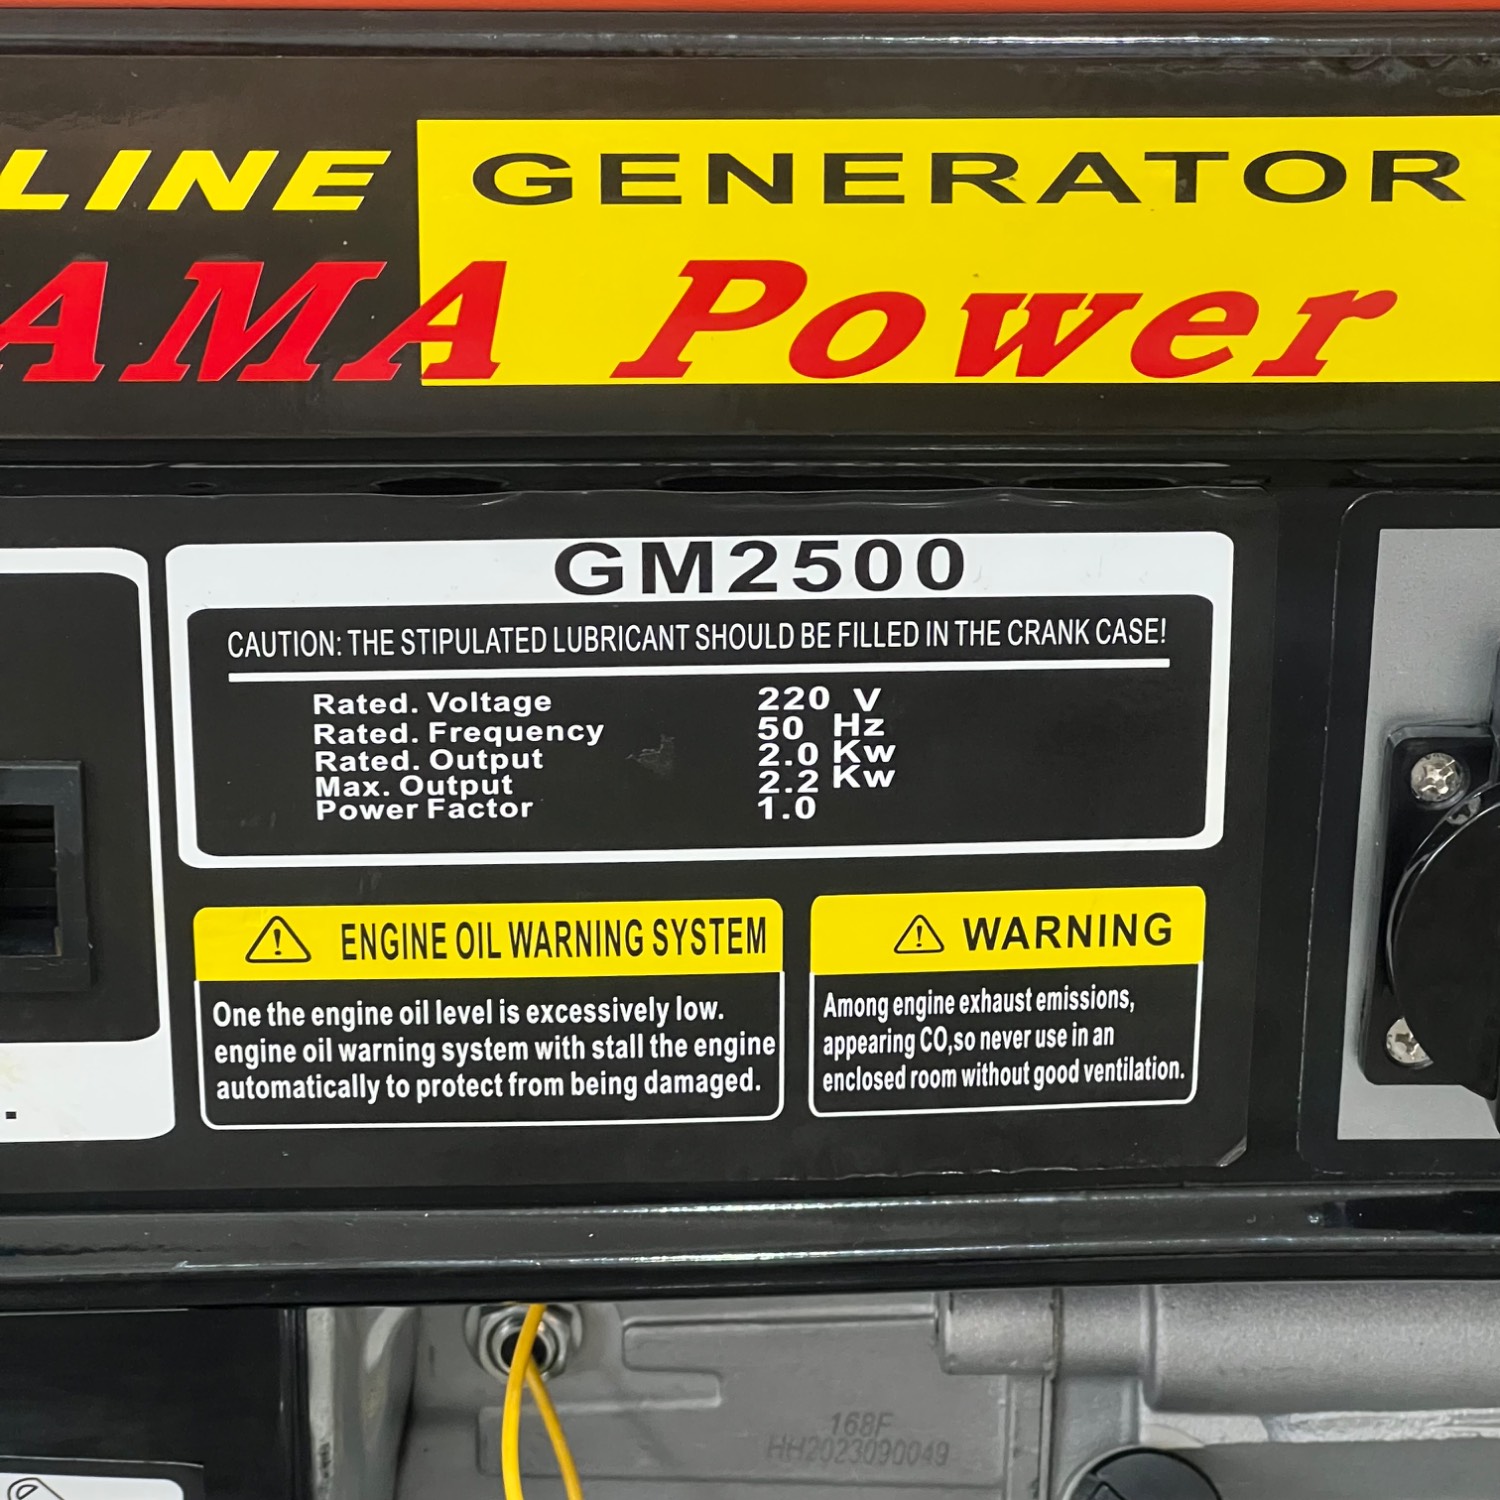 LINE GENERATOR
AMA Power
GM2500
CAUTION: THE STIPULATED LUBRICANT SHOULD BE FILLED IN THE CRANK CASE!
Rated. Voltage 220 V
Rated. Frequency 50 Hz
Rated. Output 2.0 Kw
Max. Output 2.2 Kw
Power Factor 1.0
ENGINE OIL WARNING SYSTEM
One the engine oil level is excessively low.
engine oil warning system with stall the engine
automatically to protect from being damaged.
WARNING
Among engine exhaust emissions,
appearing CO,so never use in an
enclosed room without good ventilation.
168F
HH2023090049